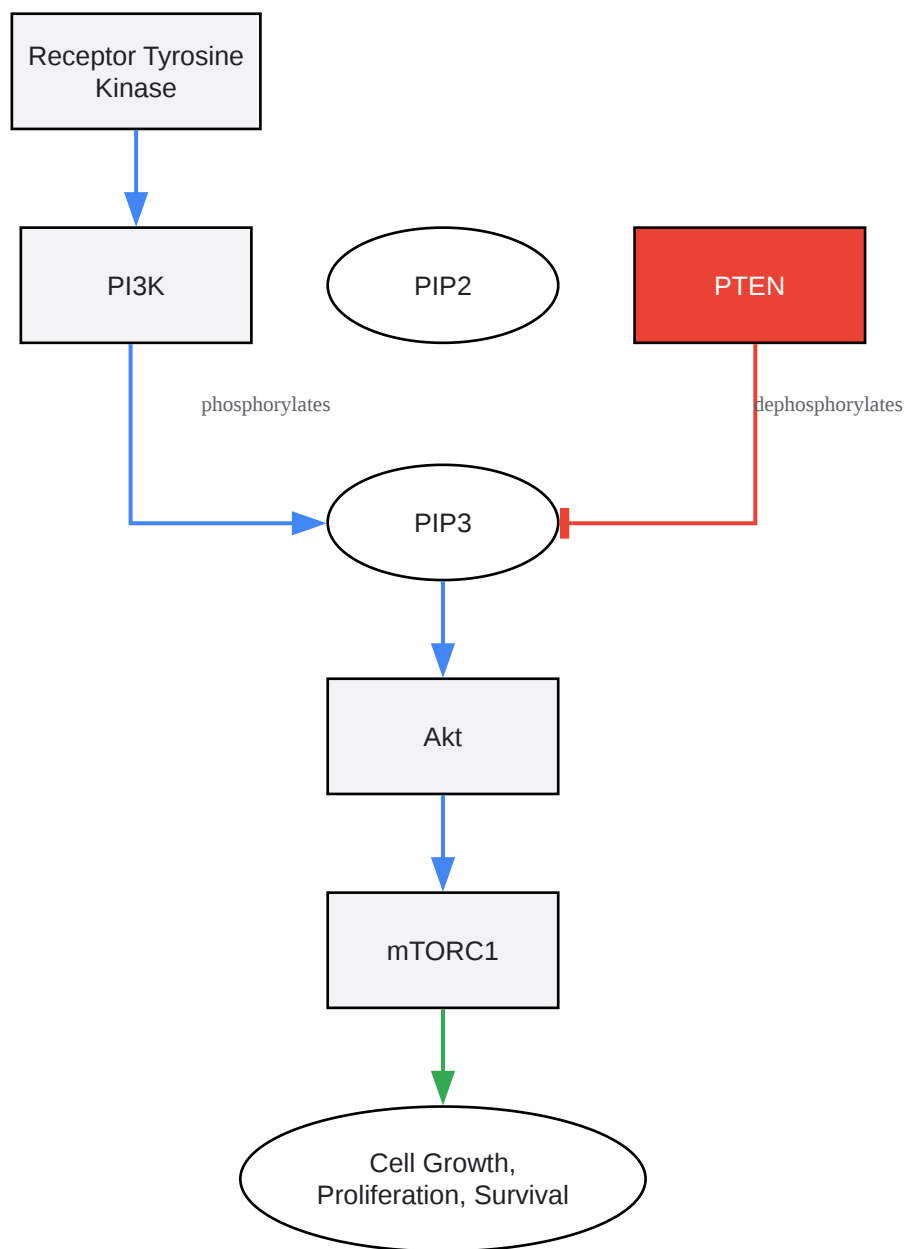 Receptor Tyrosine
Kinase
PI3K
PIP2
PTEN
phosphorylates
dephosphorylates
PIP3
Akt
mTORC1
Cell Growth,
Proliferation, Survival